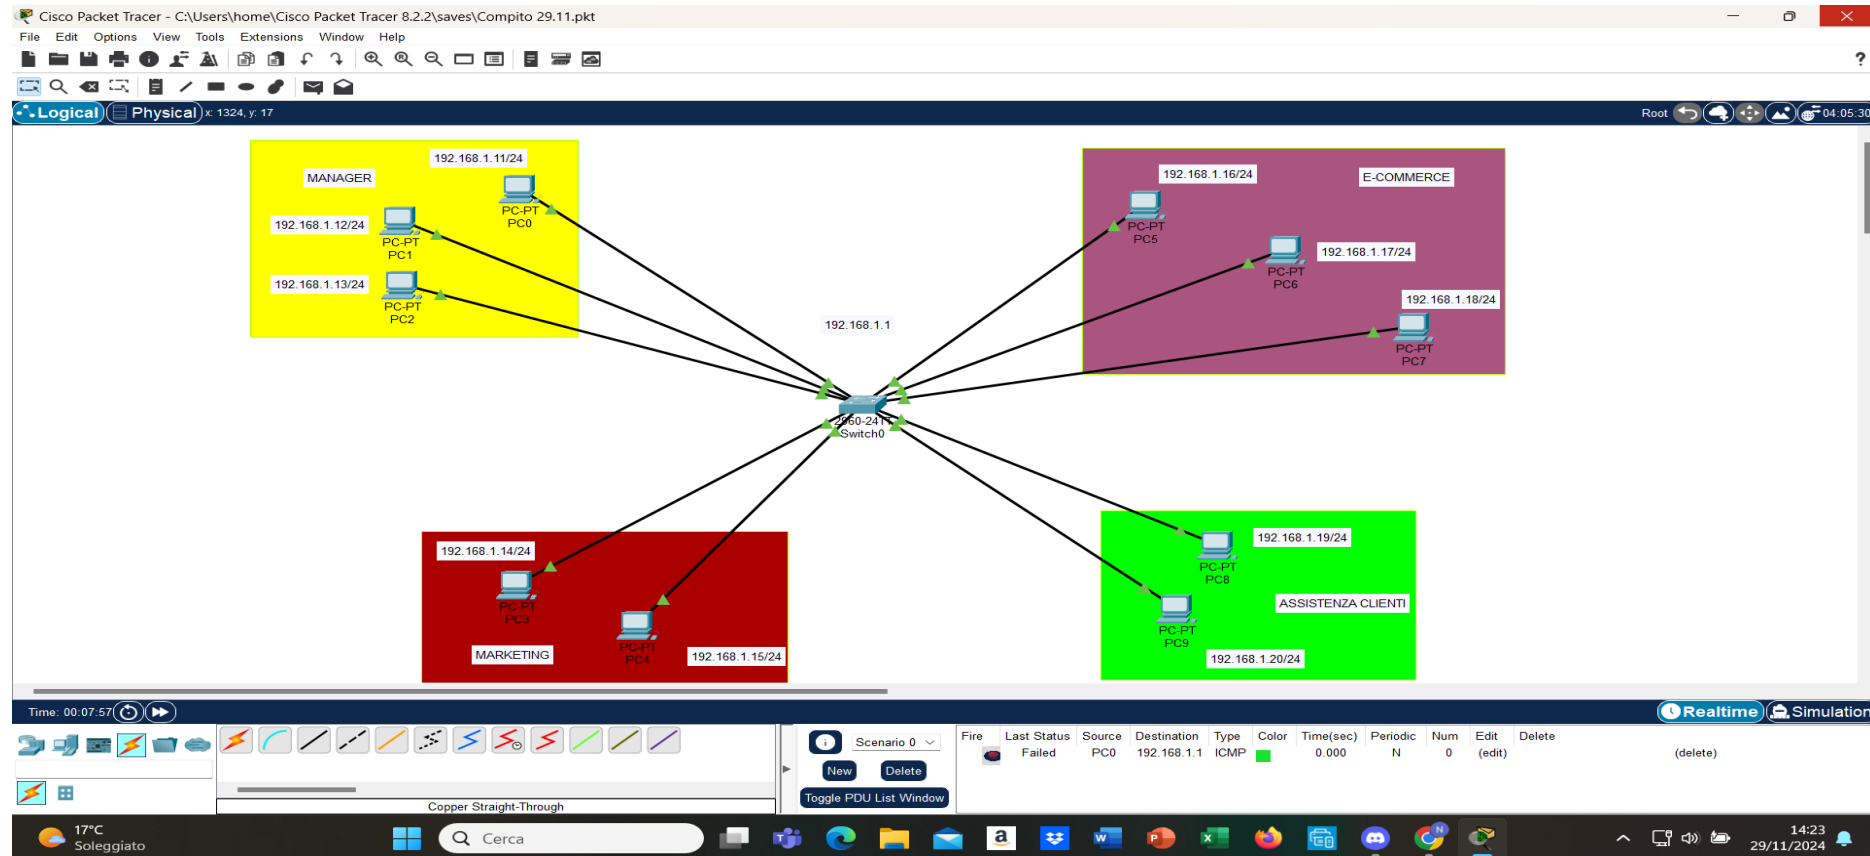 Cisco Packet Tracer - C:\Users\home\Cisco Packet Tracer 8.2.2\saves\Compito 29.11.pkt
File Edit Options View Tools Extensions Window Help
?
Logical Physical x: 1324, y: 17
Root 04:05:30
192.168.1.11/24
MANAGER
PC-PT
PC0
192.168.1.12/24
PC-PT
PC1
192.168.1.13/24
PC-PT
PC2
192.168.1.16/24
E-COMMERCE
PC-PT
PC5
192.168.1.17/24
PC-PT
PC6
192.168.1.18/24
PC-PT
PC7
192.168.1.1
2960-24TT
Switch0
192.168.1.14/24
PC-PT
PC3
MARKETING
PC-PT
PC4
192.168.1.15/24
192.168.1.19/24
PC-PT
PC8
ASSISTENZA CLIENTI
PC-PT
PC9
192.168.1.20/24
Time: 00:07:57
Realtime Simulation
Scenario 0
New Delete
Toggle PDU List Window
Fire Last Status Source Destination Type Color Time(sec) Periodic Num Edit Delete
Failed PC0 192.168.1.1 ICMP 0.000 N 0 (edit) (delete)
Copper Straight-Through
17°C
Soleggiato
Cerca
14:23
29/11/2024